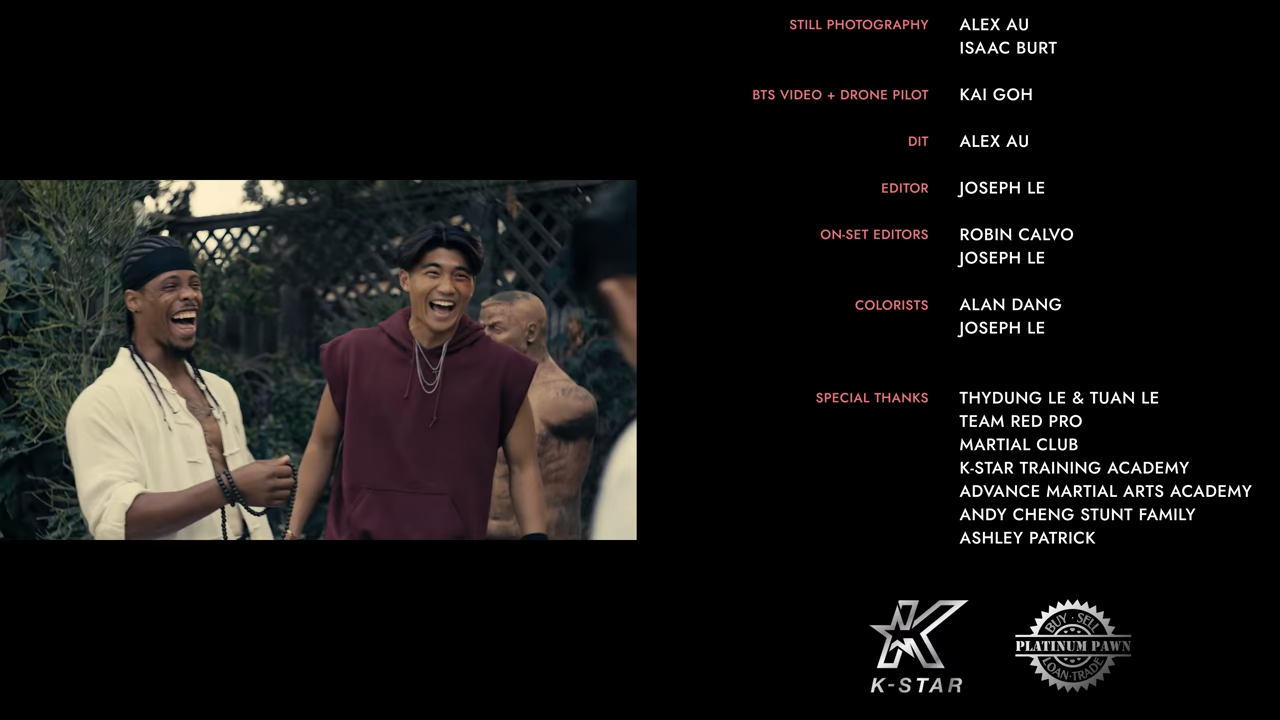 STILL PHOTOGRAPHY ALEX AU
ISAAC BURT
BTS VIDEO + DRONE PILOT KAI GOH
DIT ALEX AU
EDITOR JOSEPH LE
ON-SET EDITORS ROBIN CALVO
JOSEPH LE
COLORISTS ALAN DANG
JOSEPH LE
SPECIAL THANKS THYDUNG LE & TUAN LE
TEAM RED PRO
MARTIAL CLUB
K-STAR TRAINING ACADEMY
ADVANCE MARTIAL ARTS ACADEMY
ANDY CHENG STUNT FAMILY
ASHLEY PATRICK
K-STAR
BUY · SELL
PLATINUM PAWN
LOAN·TRADE